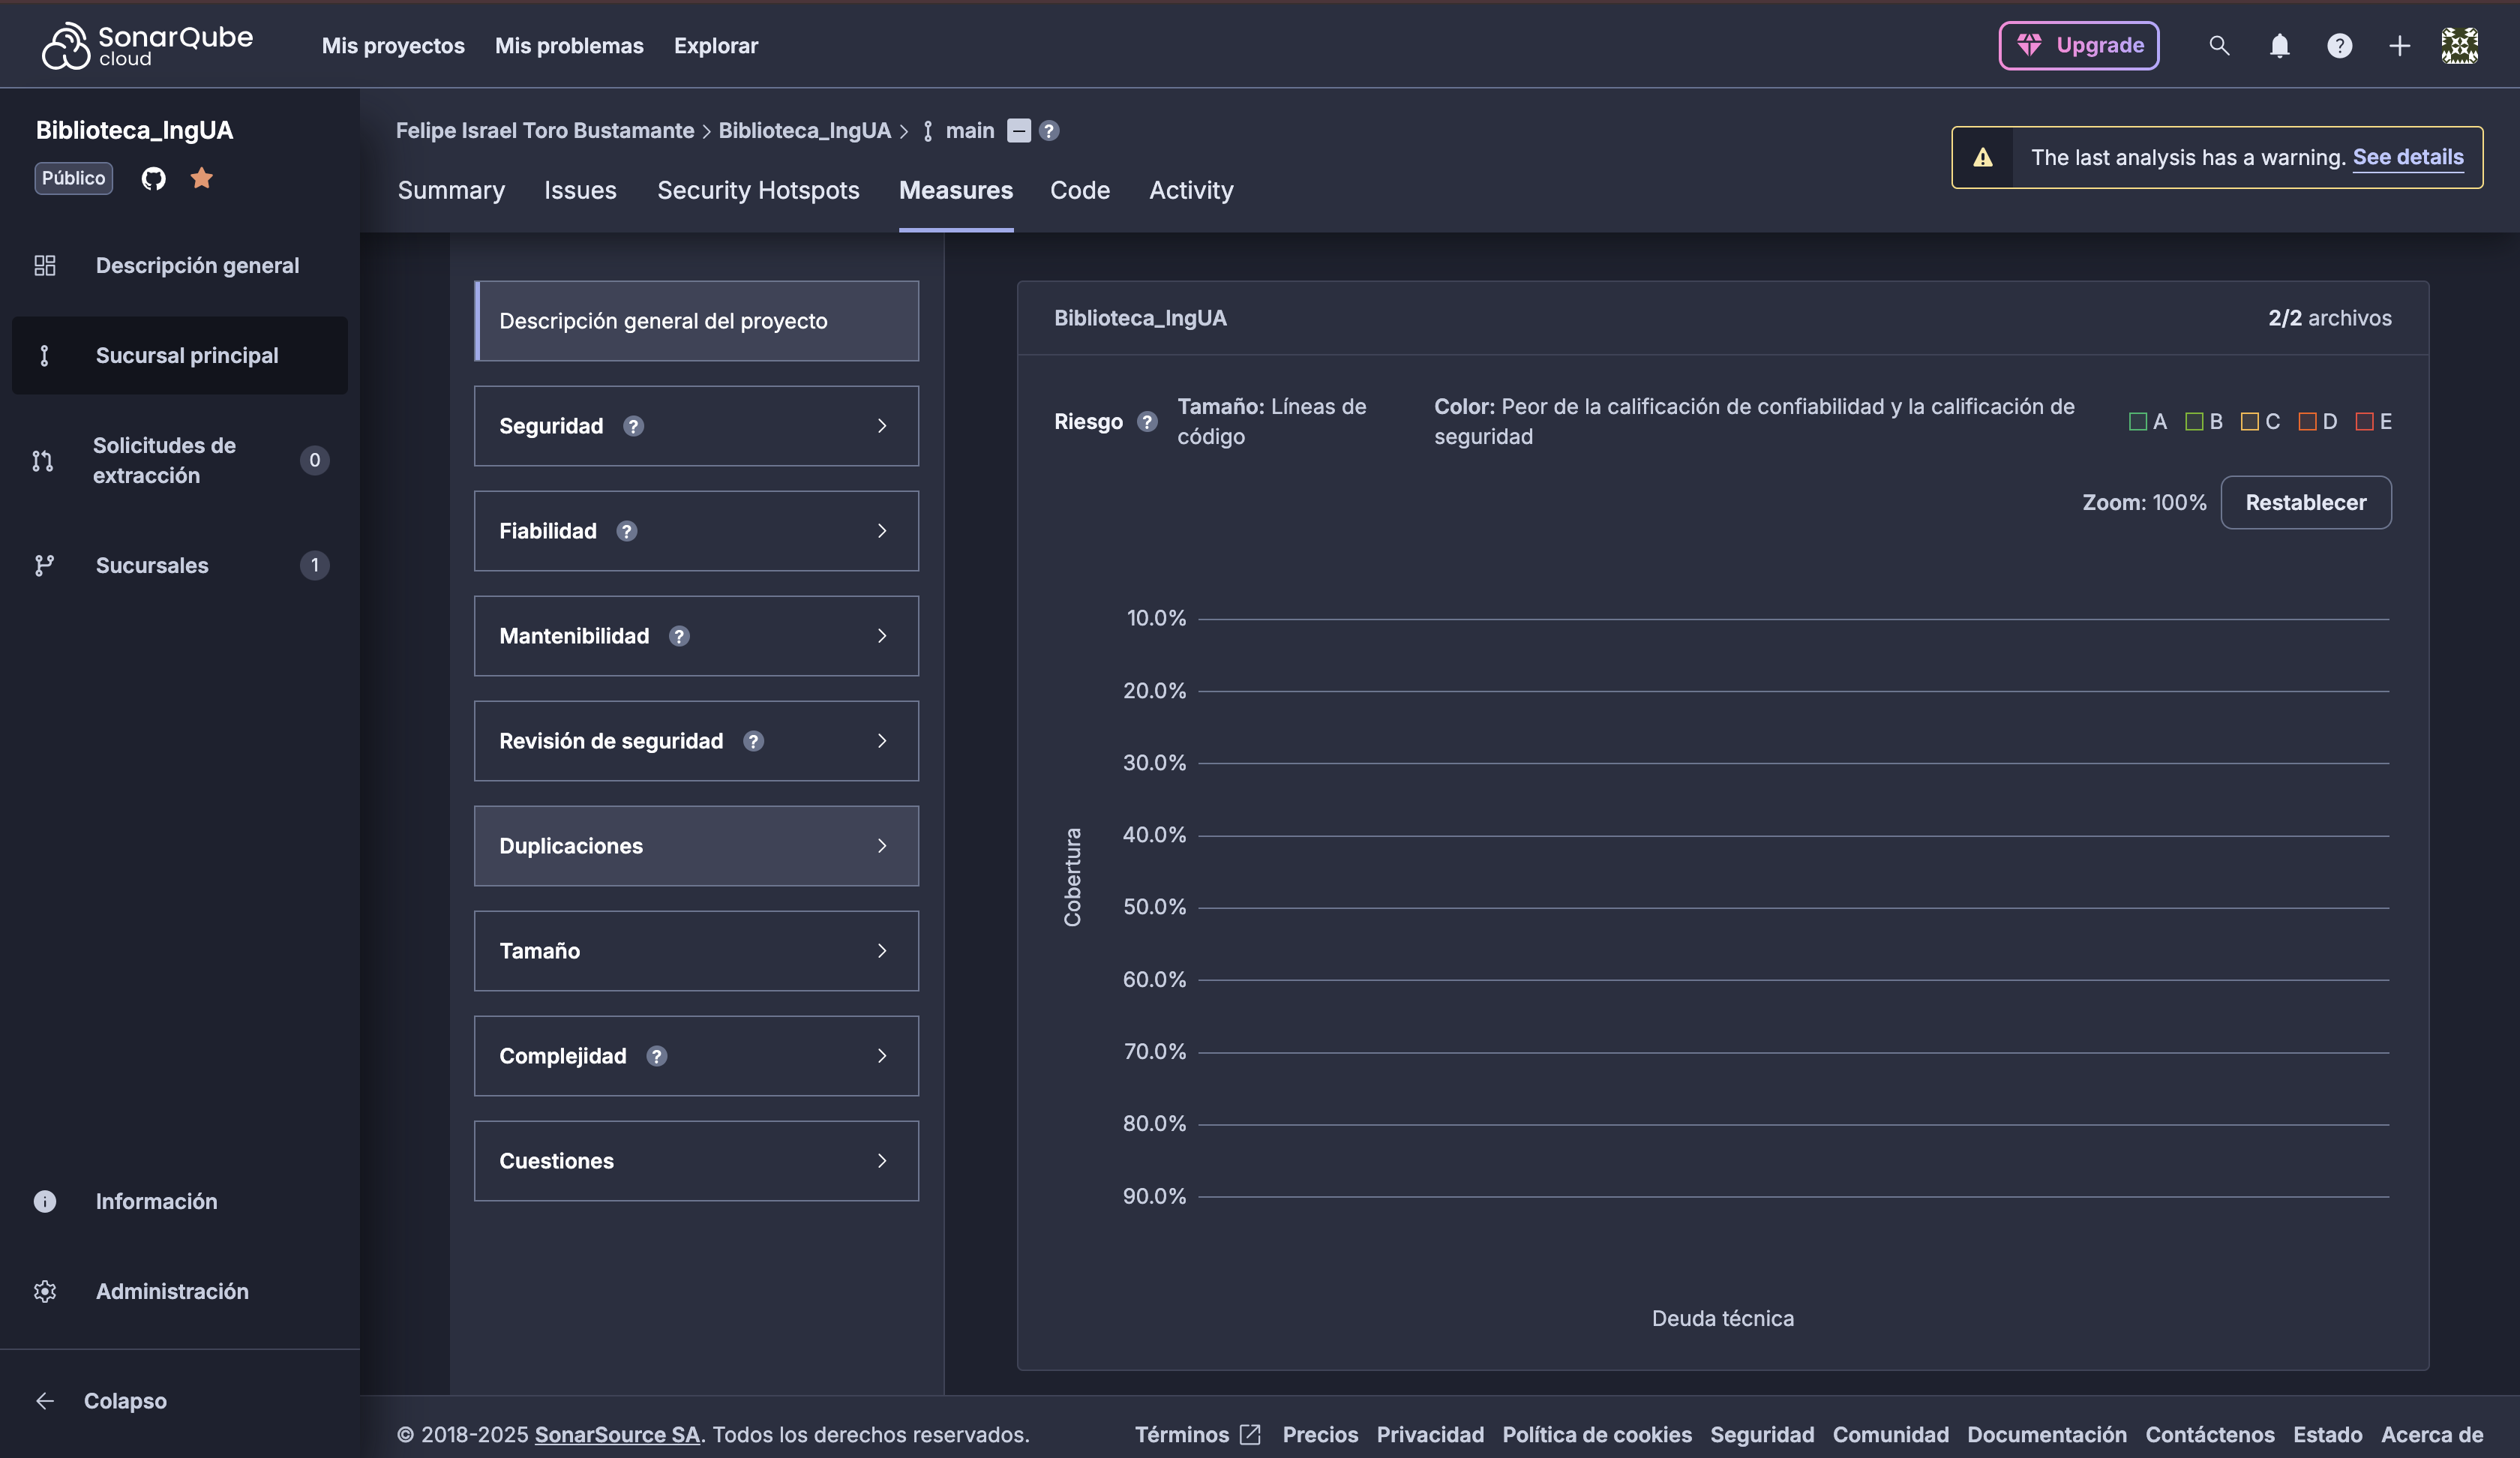 SonarQube cloud
Mis proyectos
Mis problemas
Explorar
Upgrade
Biblioteca_IngUA
Público
Descripción general
Sucursal principal
Solicitudes de
extracción
0
Sucursales
1
Información
Administración
Colapso
Felipe Israel Toro Bustamante > Biblioteca_IngUA > main
The last analysis has a warning. See details
Summary
Issues
Security Hotspots
Measures
Code
Activity
Descripción general del proyecto
Seguridad ?
Fiabilidad ?
Mantenibilidad ?
Revisión de seguridad ?
Duplicaciones
Tamaño
Complejidad ?
Cuestiones
Biblioteca_IngUA
2/2 archivos
Riesgo ?
Tamaño: Líneas de
código
Color: Peor de la calificación de confiabilidad y la calificación de
seguridad
A B C D E
Zoom: 100%
Restablecer
10.0%
20.0%
30.0%
40.0%
50.0%
60.0%
70.0%
80.0%
90.0%
Cobertura
Deuda técnica
© 2018-2025 SonarSource SA. Todos los derechos reservados.
Términos
Precios
Privacidad
Política de cookies
Seguridad
Comunidad
Documentación
Contáctenos
Estado
Acerca de